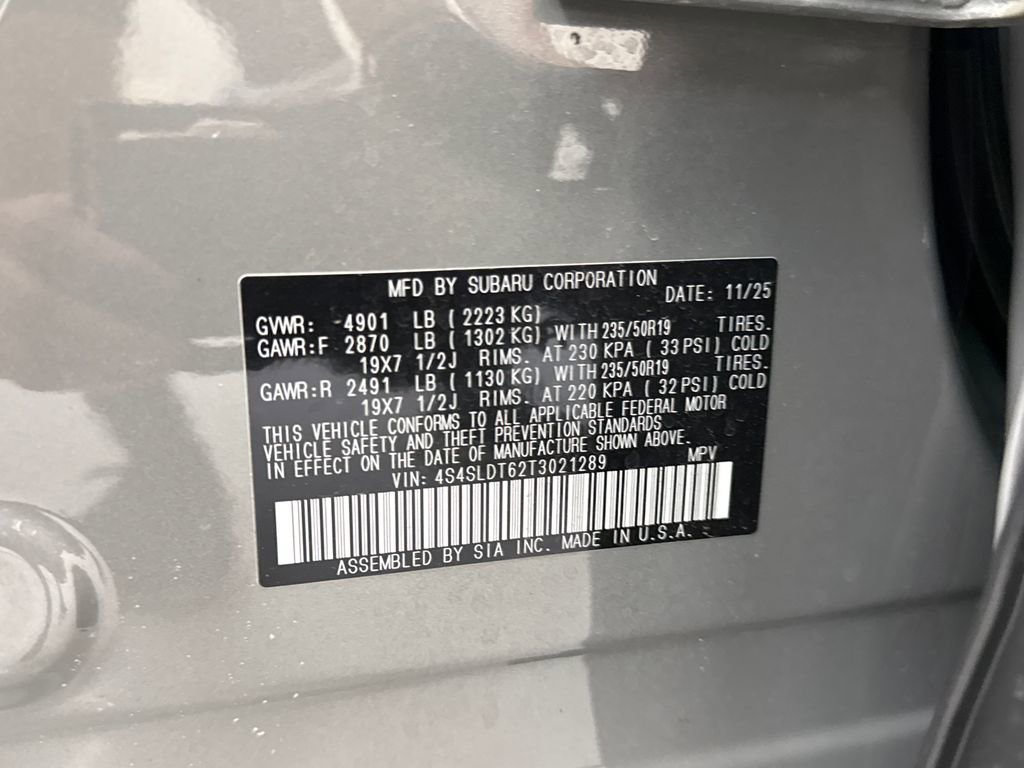 MFD BY SUBARU CORPORATION
DATE: 11/25
GVWR: 4901 LB ( 2223 KG)
GAWR:F 2870 LB ( 1302 KG) WITH 235/50R19 TIRES.
19X7 1/2J RIMS. AT 230 KPA ( 33 PSI) COLD
GAWR:R 2491 LB ( 1130 KG) WITH 235/50R19 TIRES.
19X7 1/2J RIMS. AT 220 KPA ( 32 PSI) COLD
THIS VEHICLE CONFORMS TO ALL APPLICABLE FEDERAL MOTOR
VEHICLE SAFETY AND THEFT PREVENTION STANDARDS
IN EFFECT ON THE DATE OF MANUFACTURE SHOWN ABOVE.
VIN: 4S4SLDT62T3021289 MPV
ASSEMBLED BY SIA INC. MADE IN U.S.A.